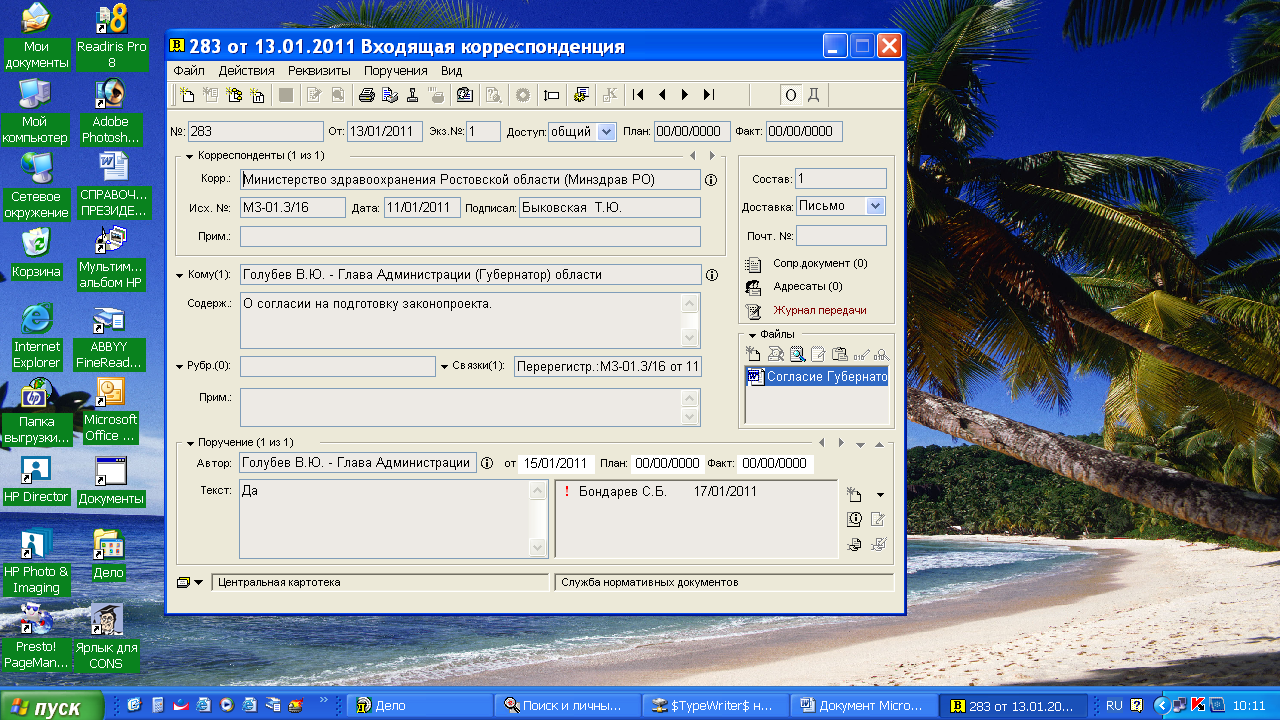 Мои документы
Readiris Pro 8
Мой компьютер
Adobe Photosh...
Сетевое окружение
СПРАВОЧ... ПРЕЗИДЕ...
Корзина
Мультим... альбом HP
Internet Explorer
ABBYY FineRead...
Папка выгрузки...
Microsoft Office ...
HP Director
Документы
HP Photo & Imaging
Дело
Presto! PageMan...
Ярлык для CONS
283 от 13.01.2011 Входящая корреспонденция
Файл Действия Реквизиты Поручения Вид
О Д
№: 283 От: 13/01/2011 Экз.№: 1 Доступ: общий План: 00/00/0000 Факт: 00/00/0000
Корреспонденты (1 из 1)
Корр.: Министерство здравоохранения Ростовской области (Минздрав РО)
Исх. №: МЗ-01.3/16 Дата: 11/01/2011 Подписал: Быковская Т.Ю.
Прим.:
Состав: 1
Доставка: Письмо
Почт. №:
Сопр.документ (0)
Адресаты (0)
Журнал передачи
Кому(1): Голубев В.Ю. - Глава Администрации (Губернатор) области
Содерж.: О согласии на подготовку законопроекта.
Рубр.(0): Связки(1): Перерегистр.:МЗ-01.3/16 от 11
Прим.:
Файлы
Согласие Губернато
Поручение (1 из 1)
Автор: Голубев В.Ю. - Глава Администрации от 15/01/2011 План: 00/00/0000 Факт: 00/00/0000
Текст: Да
! Бондарев С.Б. 17/01/2011
Центральная картотека Служба нормативных документов
пуск
»
Дело
Поиск и личны...
$TypeWriter$ н...
Документ Micro...
283 от 13.01.20...
RU
10:11